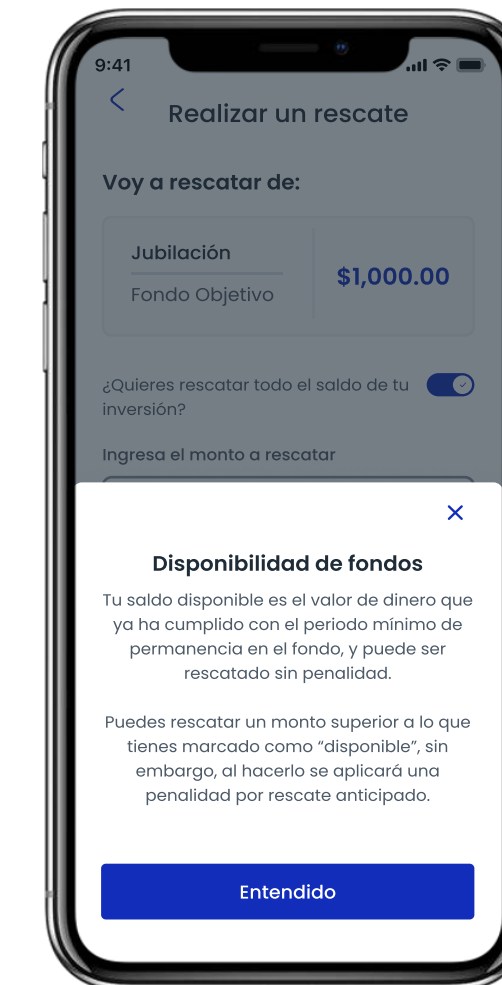 9:41
Realizar un rescate
Voy a rescatar de:
Jubilación
Fondo Objetivo
$1,000.00
¿Quieres rescatar todo el saldo de tu
inversión?
Ingresa el monto a rescatar
Disponibilidad de fondos
Tu saldo disponible es el valor de dinero que
ya ha cumplido con el periodo mínimo de
permanencia en el fondo, y puede ser
rescatado sin penalidad.
Puedes rescatar un monto superior a lo que
tienes marcado como “disponible”, sin
embargo, al hacerlo se aplicará una
penalidad por rescate anticipado.
Entendido